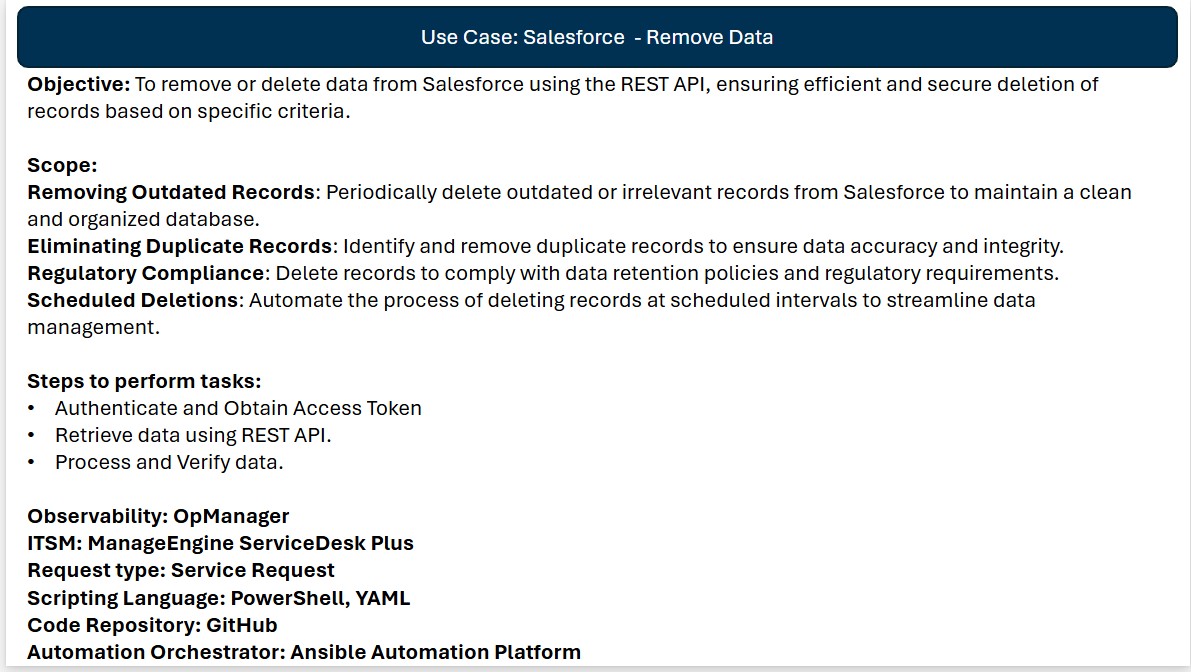 Use Case: Salesforce  - Remove Data
Objective: To remove or delete data from Salesforce using the REST API, ensuring efficient and secure deletion of
records based on specific criteria.
Scope:
Removing Outdated Records: Periodically delete outdated or irrelevant records from Salesforce to maintain a clean
and organized database.
Eliminating Duplicate Records: Identify and remove duplicate records to ensure data accuracy and integrity.
Regulatory Compliance: Delete records to comply with data retention policies and regulatory requirements.
Scheduled Deletions: Automate the process of deleting records at scheduled intervals to streamline data
management.
Steps to perform tasks:
• Authenticate and Obtain Access Token
• Retrieve data using REST API.
• Process and Verify data.
Observability: OpManager
ITSM: ManageEngine ServiceDesk Plus
Request type: Service Request
Scripting Language: PowerShell, YAML
Code Repository: GitHub
Automation Orchestrator: Ansible Automation Platform